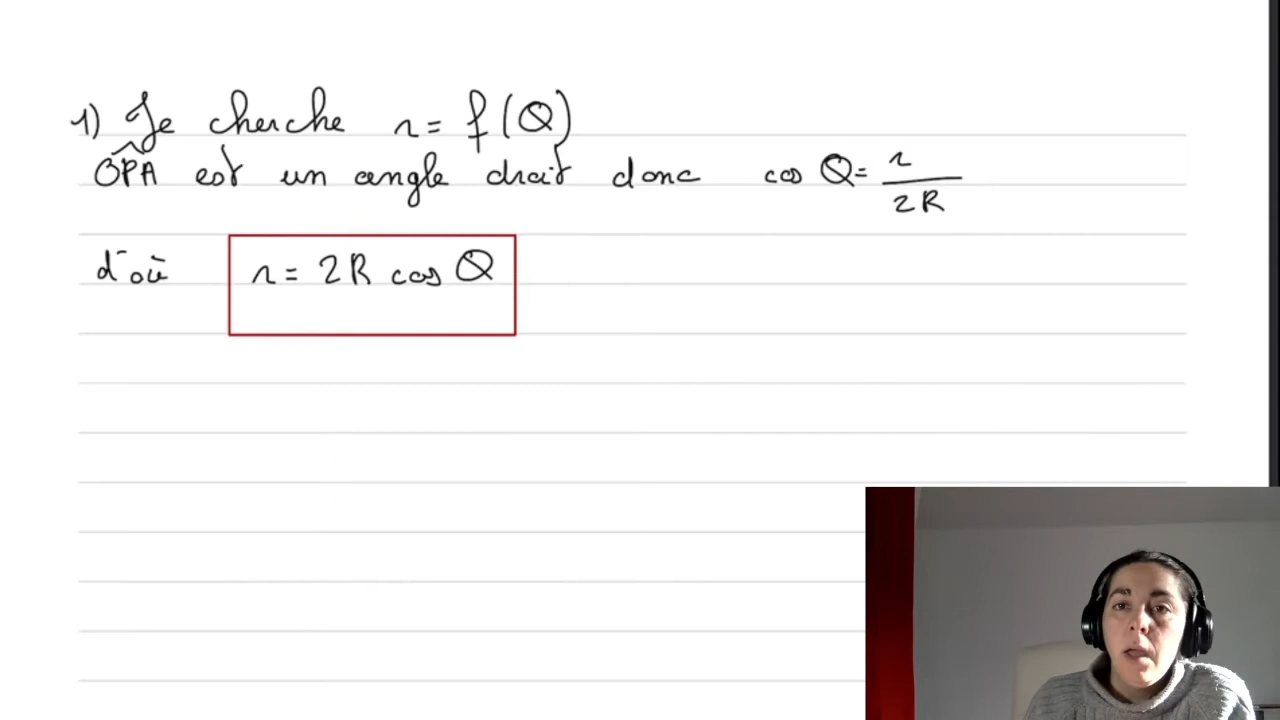 1) Je cherche r = f(θ)
OPA est un angle droit donc cos θ = r / 2R
d'où r = 2R cos θ